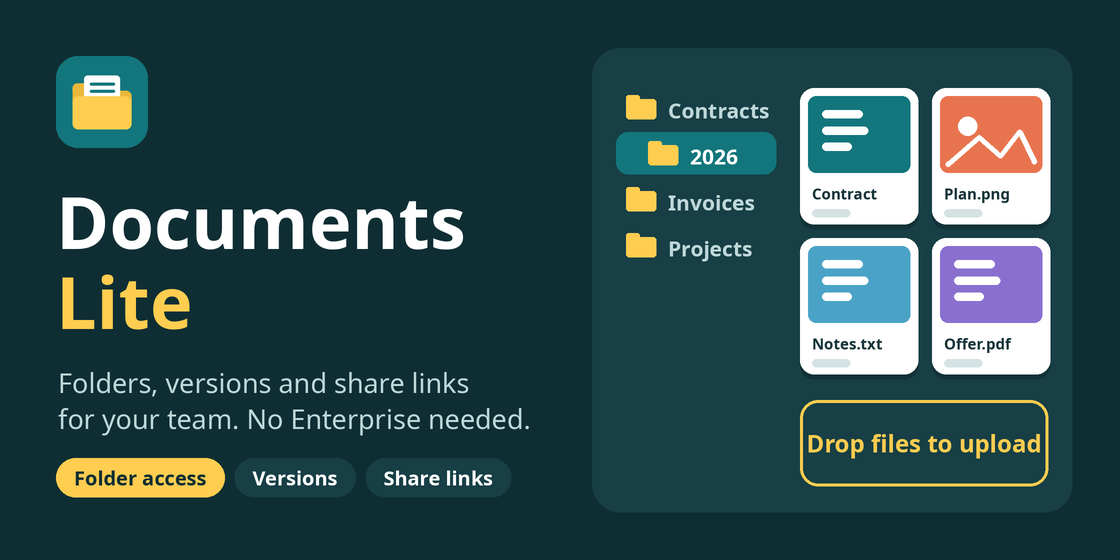 Documents
Lite
Folders, versions and share links
for your team. No Enterprise needed.
Folder access
Versions
Share links
Contracts
2026
Invoices
Projects
Contract
Plan.png
Notes.txt
Offer.pdf
Drop files to upload